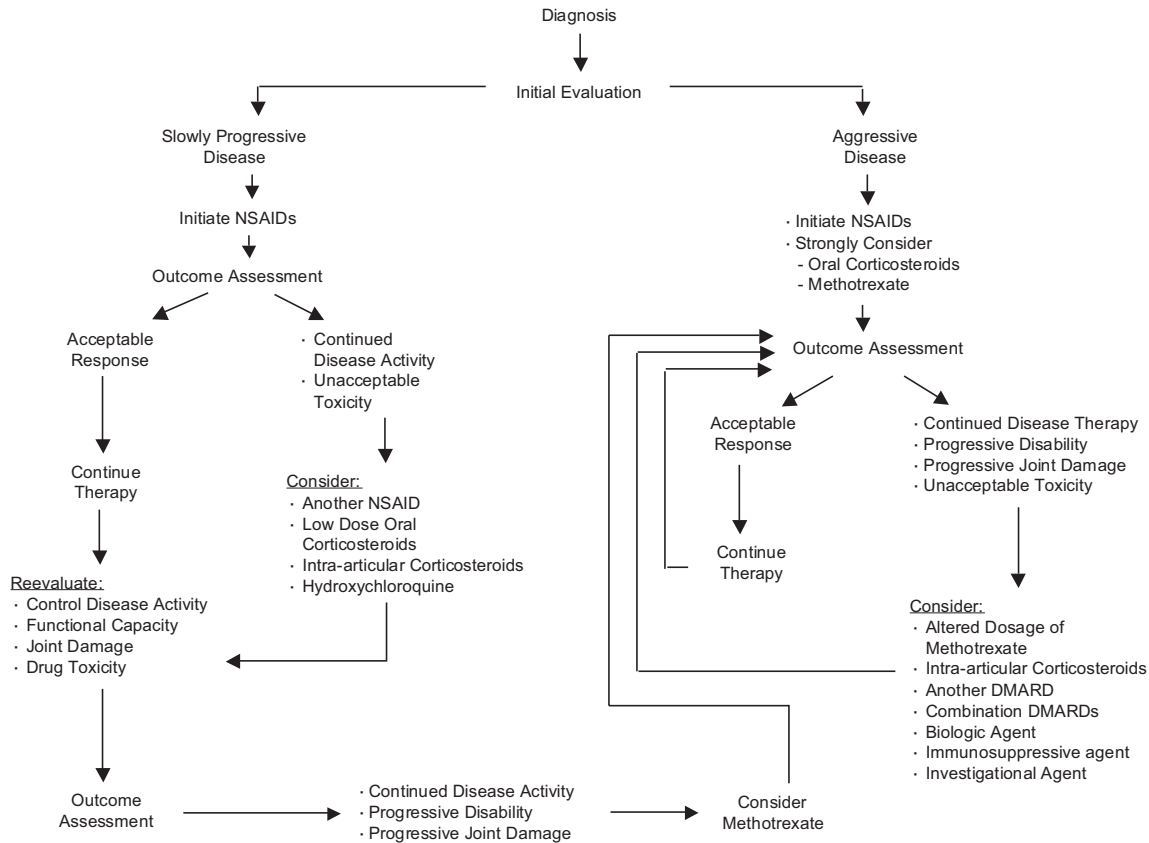 Diagnosis
Initial Evaluation
Slowly Progressive
Disease
Initiate NSAIDs
Outcome Assessment
Acceptable
Response
· Continued
Disease Activity
· Unacceptable
Toxicity
Continue
Therapy
Consider:
· Another NSAID
· Low Dose Oral
Corticosteroids
· Intra-articular Corticosteroids
· Hydroxychloroquine
Reevaluate:
· Control Disease Activity
· Functional Capacity
· Joint Damage
· Drug Toxicity
Outcome
Assessment
· Continued Disease Activity
· Progressive Disability
· Progressive Joint Damage
Consider
Methotrexate
Aggressive
Disease
· Initiate NSAIDs
· Strongly Consider
- Oral Corticosteroids
- Methotrexate
Outcome Assessment
Acceptable
Response
Continue
Therapy
· Continued Disease Therapy
· Progressive Disability
· Progressive Joint Damage
· Unacceptable Toxicity
Consider:
· Altered Dosage of
Methotrexate
· Intra-articular Corticosteroids
· Another DMARD
· Combination DMARDs
· Biologic Agent
· Immunosuppressive agent
· Investigational Agent